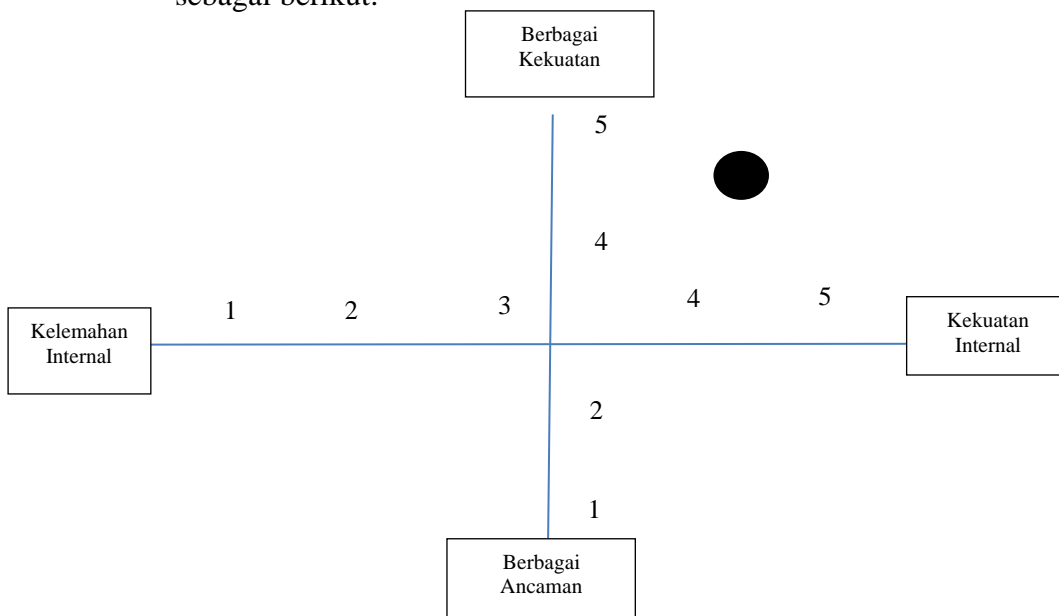 sebagai berikut:
Berbagai
Kekuatan
5
4
1
2
3
4
5
Kelemahan
Internal
Kekuatan
Internal
2
1
Berbagai
Ancaman